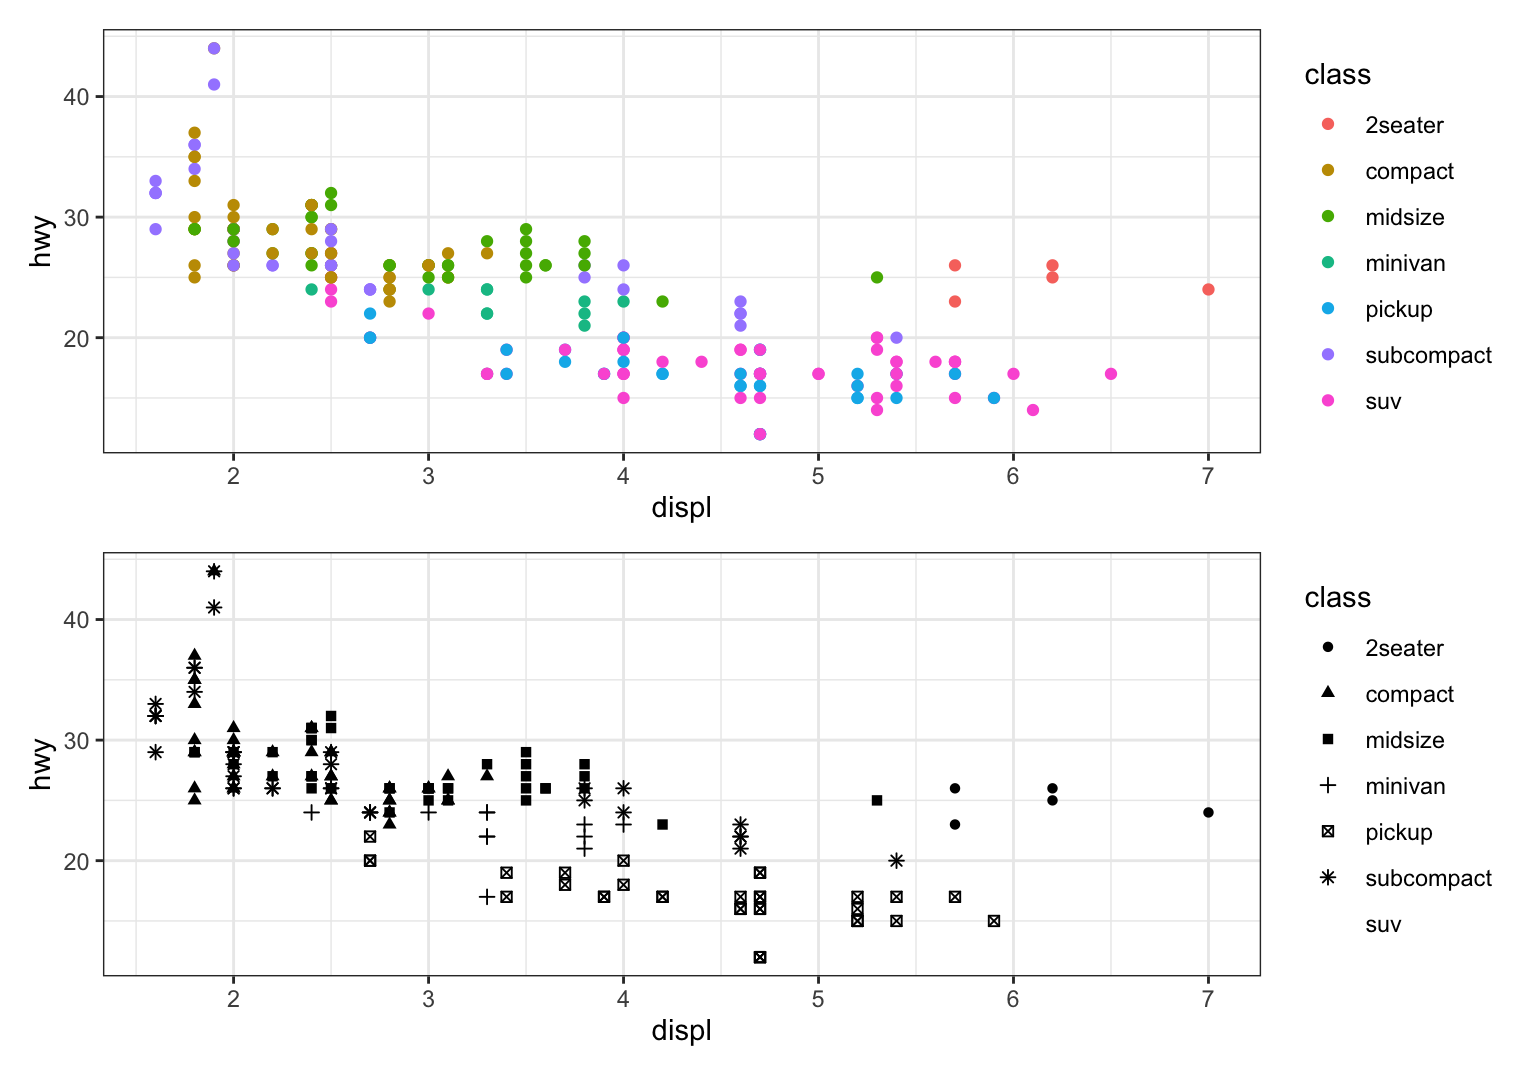 class
2seater
compact
midsize
minivan
pickup
subcompact
suv
hwy
40
30
20
2 3 4 5 6 7
displ
class
2seater
compact
midsize
minivan
pickup
subcompact
suv
hwy
40
30
20
2 3 4 5 6 7
displ